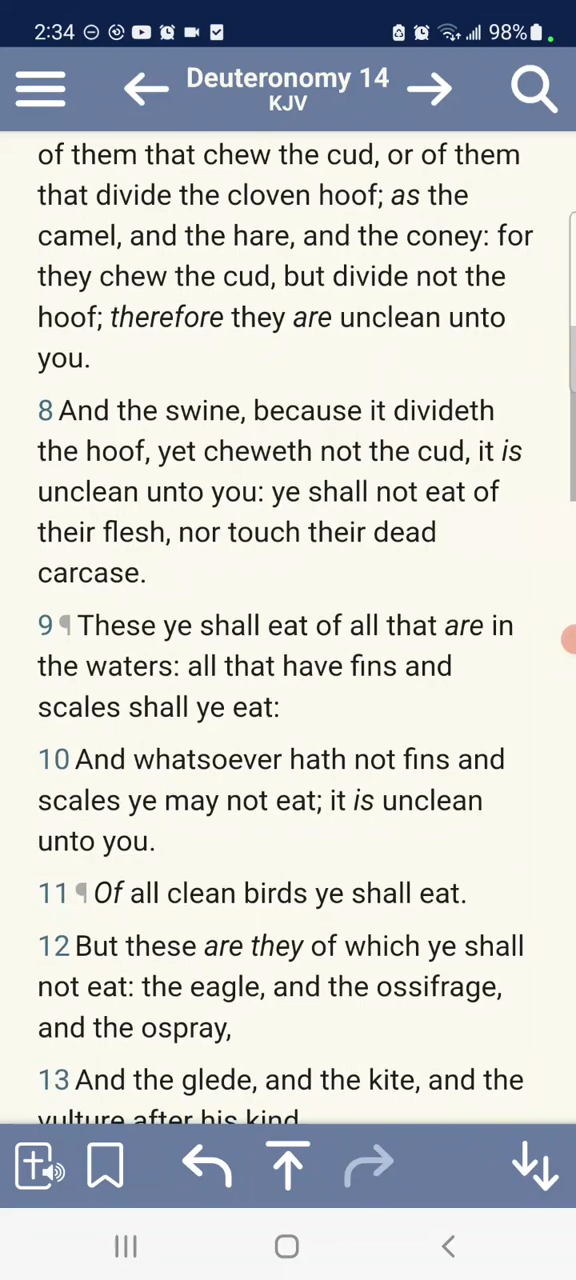 2:34 98%
Deuteronomy 14
KJV
of them that chew the cud, or of them
that divide the cloven hoof; as the
camel, and the hare, and the coney: for
they chew the cud, but divide not the
hoof; therefore they are unclean unto
you.
8 And the swine, because it divideth
the hoof, yet cheweth not the cud, it is
unclean unto you: ye shall not eat of
their flesh, nor touch their dead
carcase.
9 ¶ These ye shall eat of all that are in
the waters: all that have fins and
scales shall ye eat:
10 And whatsoever hath not fins and
scales ye may not eat; it is unclean
unto you.
11 ¶ Of all clean birds ye shall eat.
12 But these are they of which ye shall
not eat: the eagle, and the ossifrage,
and the ospray,
13 And the glede, and the kite, and the
vulture after his kind